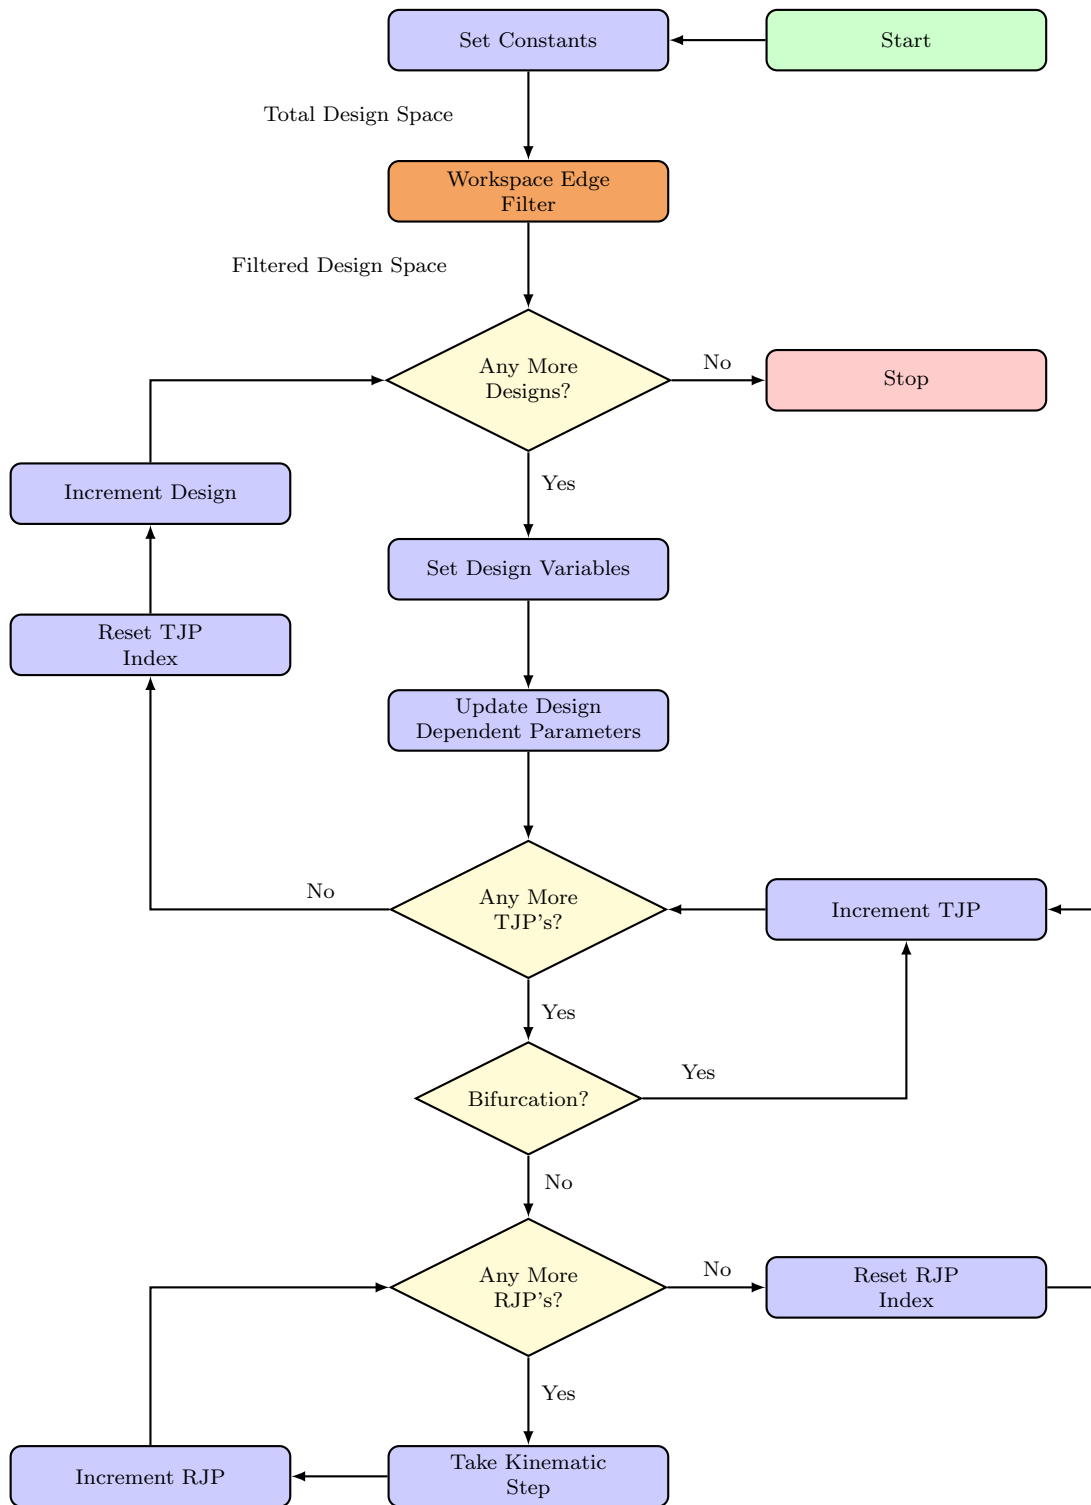 Set Constants
Start
Total Design Space
Workspace Edge
Filter
Filtered Design Space
Any More
Designs?
No
Stop
Yes
Increment Design
Set Design Variables
Reset TJP
Index
Update Design
Dependent Parameters
No
Any More
TJP's?
Increment TJP
Yes
Bifurcation?
Yes
No
Any More
RJP's?
No
Reset RJP
Index
Yes
Increment RJP
Take Kinematic
Step